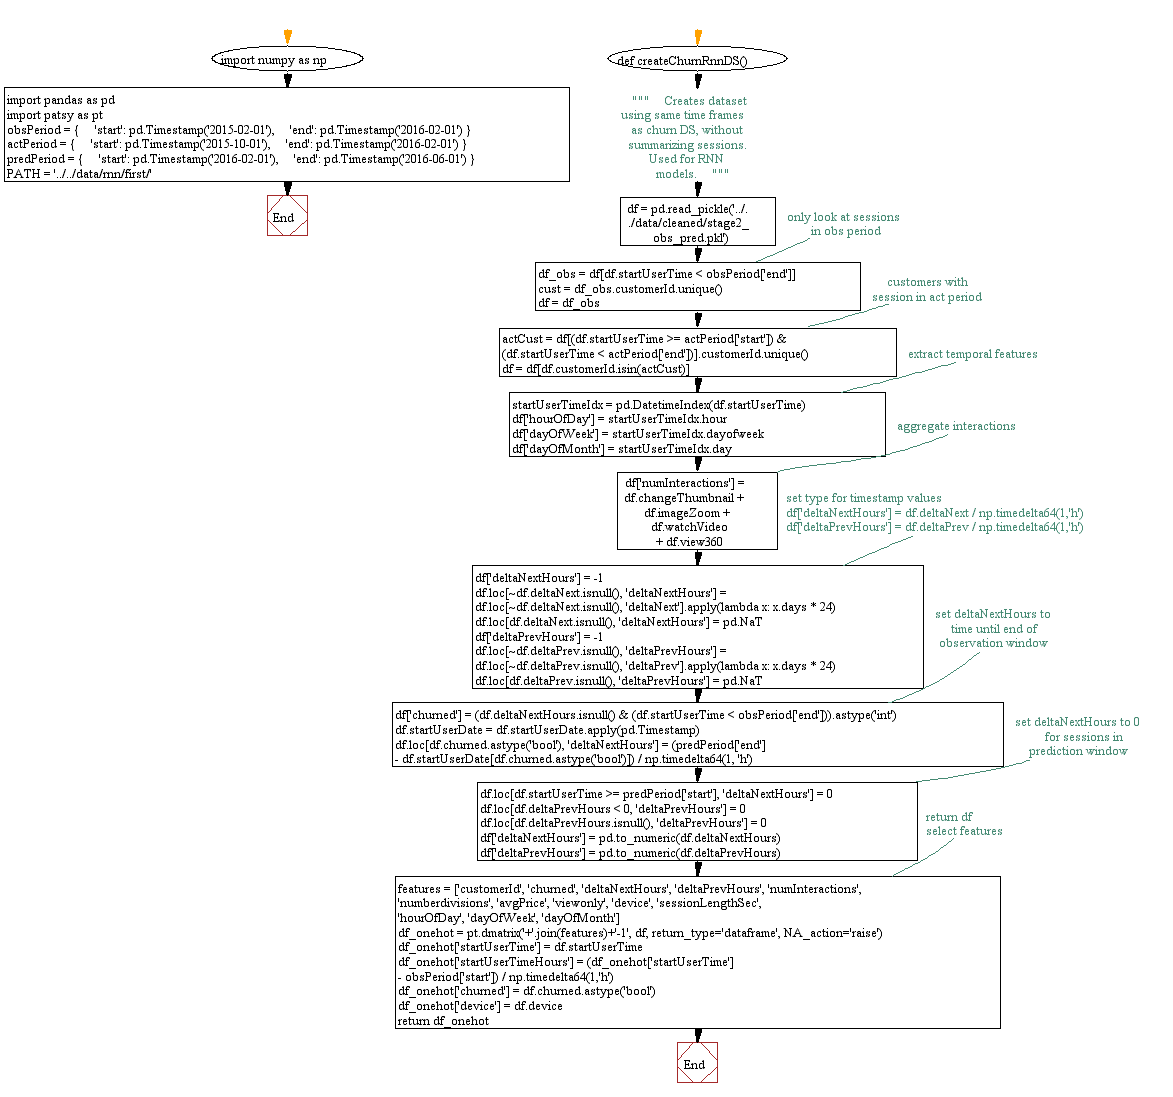 import numpy as np
import pandas as pd
import patsy as pt
obsPeriod = {     'start': pd.Timestamp('2015-02-01'),     'end': pd.Timestamp('2016-02-01') }
actPeriod = {     'start': pd.Timestamp('2015-10-01'),     'end': pd.Timestamp('2016-02-01') }
predPeriod = {     'start': pd.Timestamp('2016-02-01'),     'end': pd.Timestamp('2016-06-01') }
PATH = '../../data/rnn/first/'
End
def createChurnRnnDS()
"""     Creates dataset
using same time frames
as churn DS, without
summarizing sessions.
Used for RNN
models.     """
df = pd.read_pickle('../.
./data/cleaned/stage2_
obs_pred.pkl')
only look at sessions
in obs period
df_obs = df[df.startUserTime < obsPeriod['end']]
cust = df_obs.customerId.unique()
df = df_obs
customers with
session in act period
actCust = df[(df.startUserTime >= actPeriod['start']) &
(df.startUserTime < actPeriod['end'])].customerId.unique()
df = df[df.customerId.isin(actCust)]
extract temporal features
startUserTimeIdx = pd.DatetimeIndex(df.startUserTime)
df['hourOfDay'] = startUserTimeIdx.hour
df['dayOfWeek'] = startUserTimeIdx.dayofweek
df['dayOfMonth'] = startUserTimeIdx.day
aggregate interactions
df['numInteractions'] =
df.changeThumbnail +
df.imageZoom +
df.watchVideo
+ df.view360
set type for timestamp values
df['deltaNextHours'] = df.deltaNext / np.timedelta64(1,'h')
df['deltaPrevHours'] = df.deltaPrev / np.timedelta64(1,'h')
df['deltaNextHours'] = -1
df.loc[~df.deltaNext.isnull(), 'deltaNextHours'] =
df.loc[~df.deltaNext.isnull(), 'deltaNext'].apply(lambda x: x.days * 24)
df.loc[df.deltaNext.isnull(), 'deltaNextHours'] = pd.NaT
df['deltaPrevHours'] = -1
df.loc[~df.deltaPrev.isnull(), 'deltaPrevHours'] =
df.loc[~df.deltaPrev.isnull(), 'deltaPrev'].apply(lambda x: x.days * 24)
df.loc[df.deltaPrev.isnull(), 'deltaPrevHours'] = pd.NaT
set deltaNextHours to
time until end of
observation window
df['churned'] = (df.deltaNextHours.isnull() & (df.startUserTime < obsPeriod['end'])).astype('int')
df.startUserDate = df.startUserDate.apply(pd.Timestamp)
df.loc[df.churned.astype('bool'), 'deltaNextHours'] = (predPeriod['end']
- df.startUserDate[df.churned.astype('bool')]) / np.timedelta64(1, 'h')
set deltaNextHours to 0
for sessions in
prediction window
df.loc[df.startUserTime >= predPeriod['start'], 'deltaNextHours'] = 0
df.loc[df.deltaPrevHours < 0, 'deltaPrevHours'] = 0
df.loc[df.deltaPrevHours.isnull(), 'deltaPrevHours'] = 0
df['deltaNextHours'] = pd.to_numeric(df.deltaNextHours)
df['deltaPrevHours'] = pd.to_numeric(df.deltaPrevHours)
return df
select features
features = ['customerId', 'churned', 'deltaNextHours', 'deltaPrevHours', 'numInteractions',
'numberdivisions', 'avgPrice', 'viewonly', 'device', 'sessionLengthSec',
'hourOfDay', 'dayOfWeek', 'dayOfMonth']
df_onehot = pt.dmatrix('+'.join(features)+'-1', df, return_type='dataframe', NA_action='raise')
df_onehot['startUserTime'] = df.startUserTime
df_onehot['startUserTimeHours'] = (df_onehot['startUserTime']
- obsPeriod['start']) / np.timedelta64(1,'h')
df_onehot['churned'] = df.churned.astype('bool')
df_onehot['device'] = df.device
return df_onehot
End